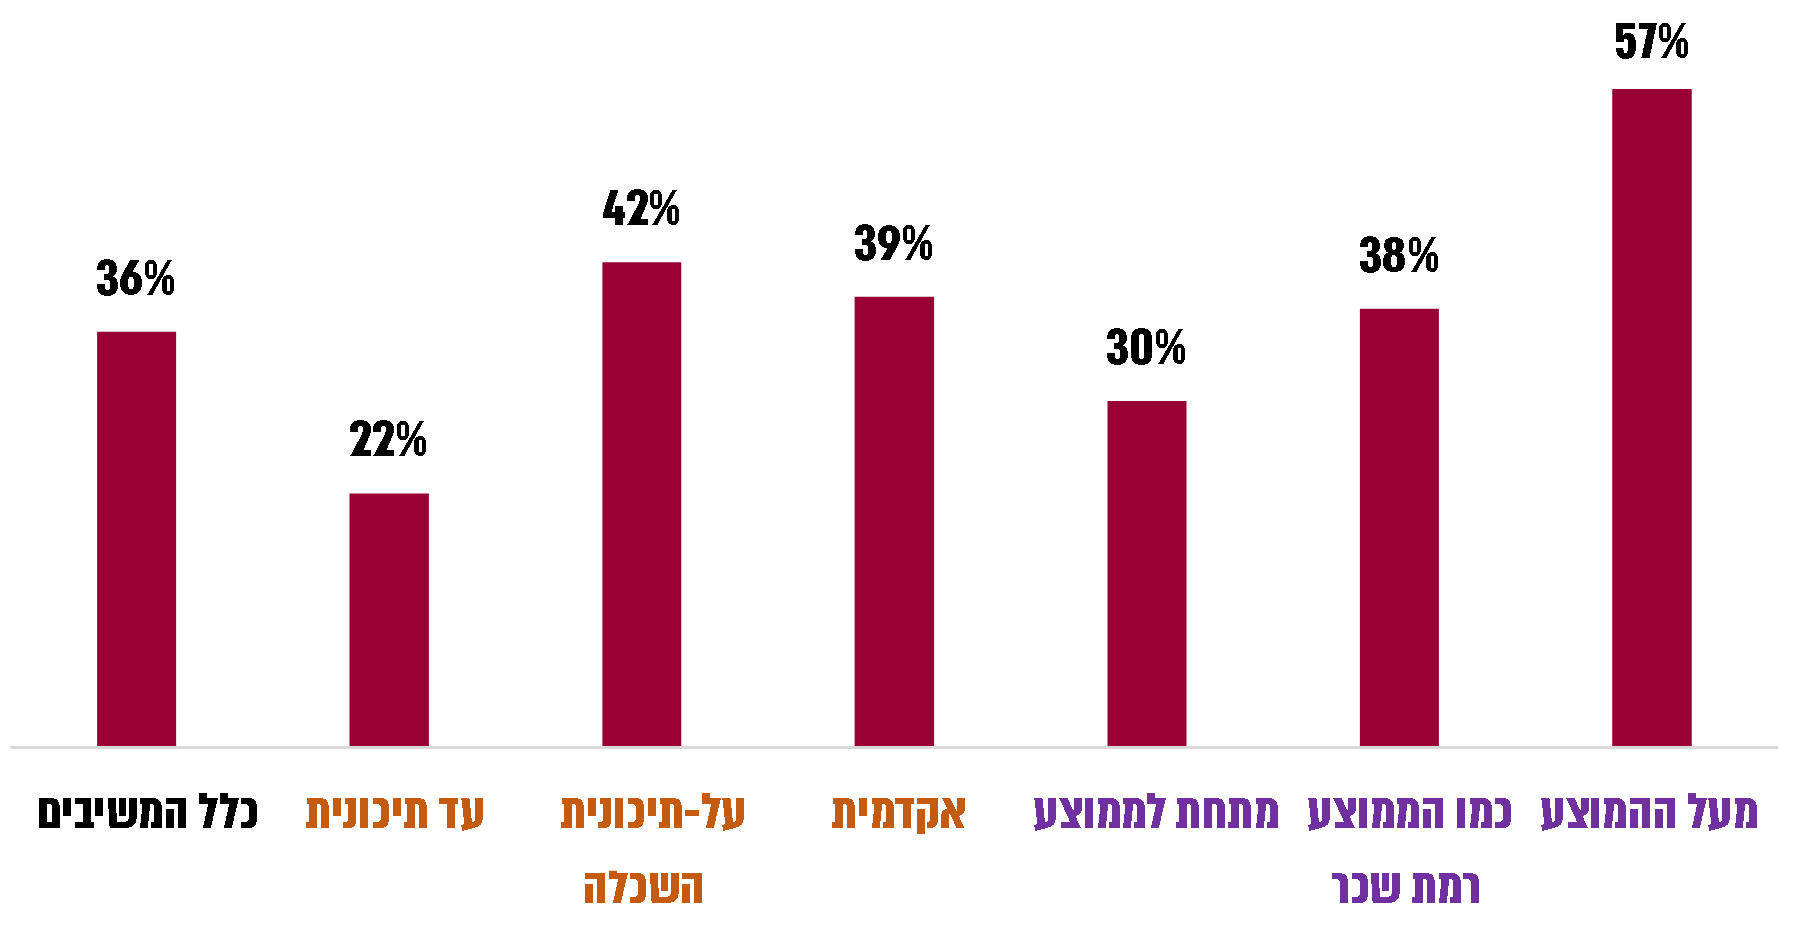 57%
42%
39%
38%
36%
30%
22%
כלל המשיבים
עד תיכונית
על-תיכונית
אקדמית
מתחת לממוצע
כמו הממוצע
מעל ההמוצע
השכלה
רמת שכר